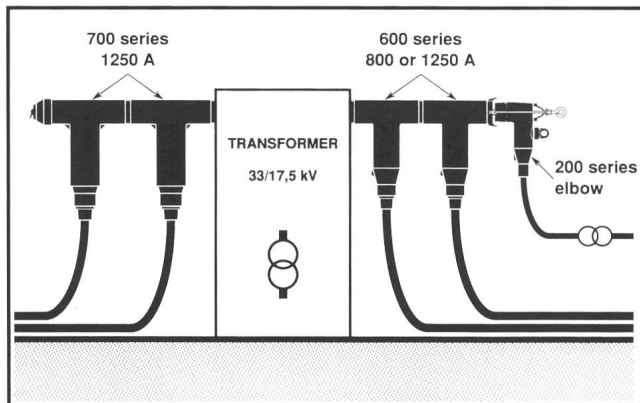 700 series
1250 A
600 series
800 or 1250 A
TRANSFORMER
33/17,5 kV
200 series
elbow